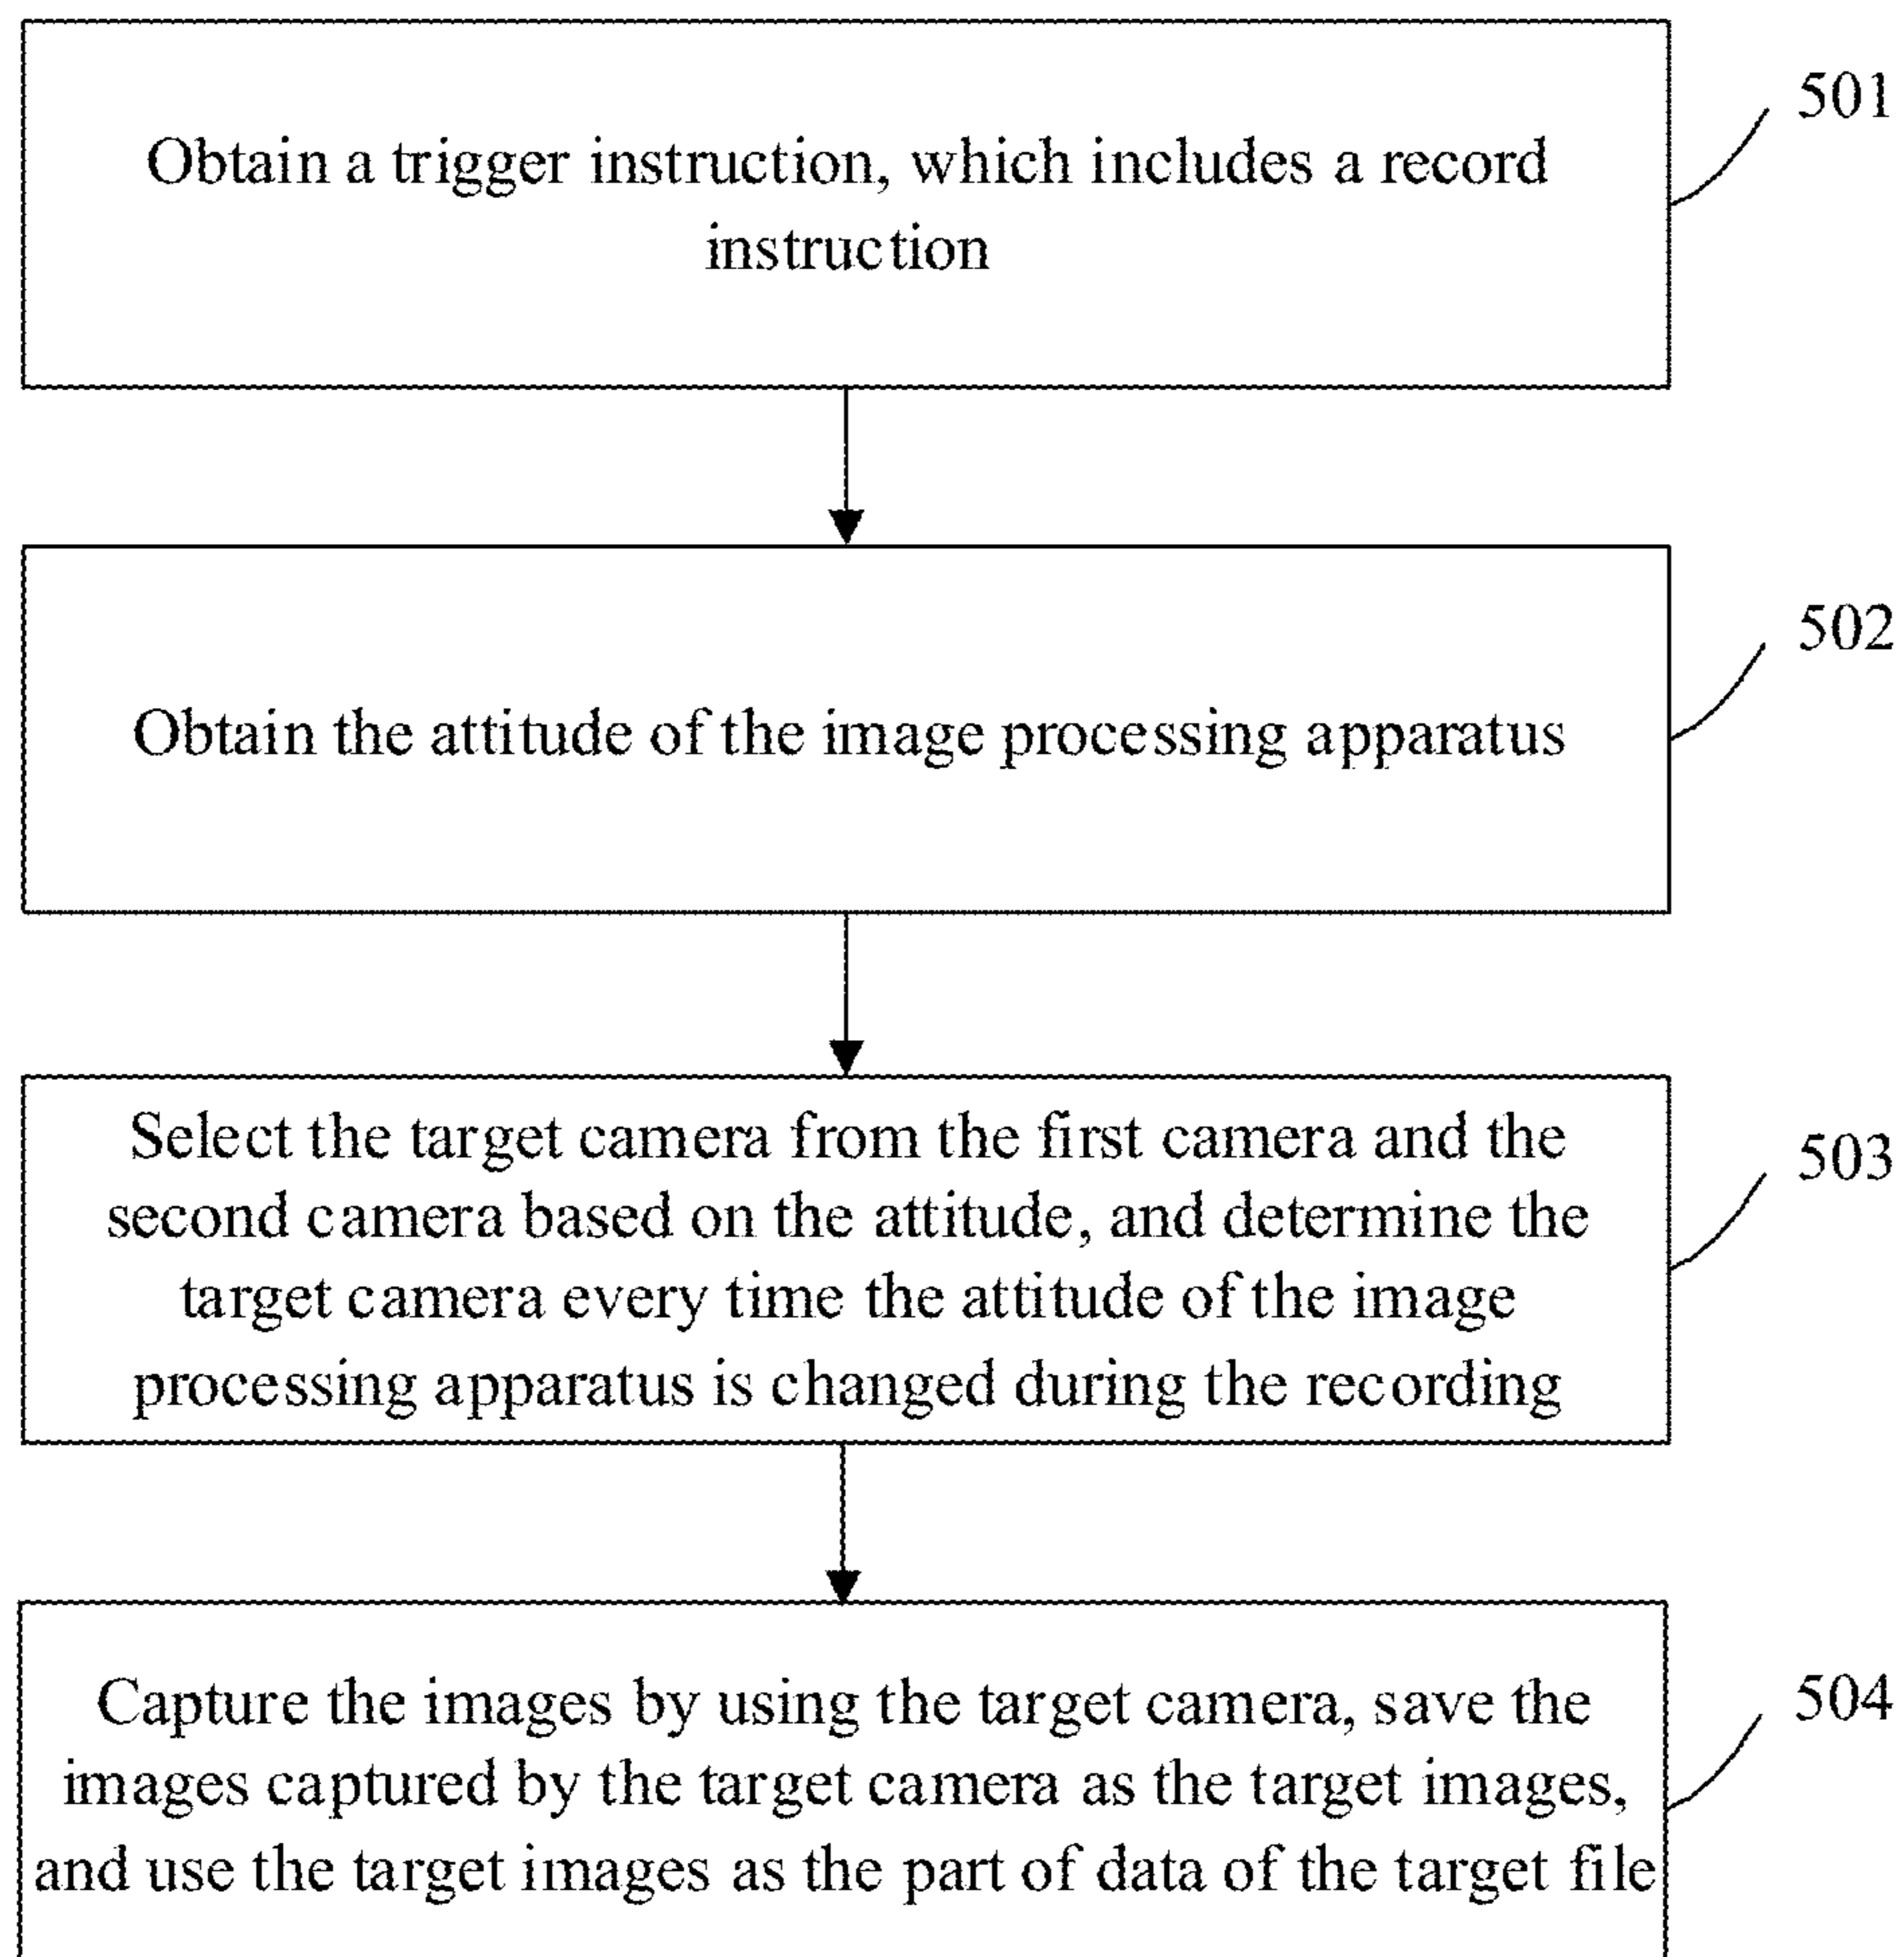 Obtain a trigger instruction, which includes a record
instruction
501
Obtain the attitude of the image processing apparatus
502
Select the target camera from the first camera and the
second camera based on the attitude, and determine the
target camera every time the attitude of the image
processing apparatus is changed during the recording
503
Capture the images by using the target camera, save the
images captured by the target camera as the target images,
and use the target images as the part of data of the target file
504